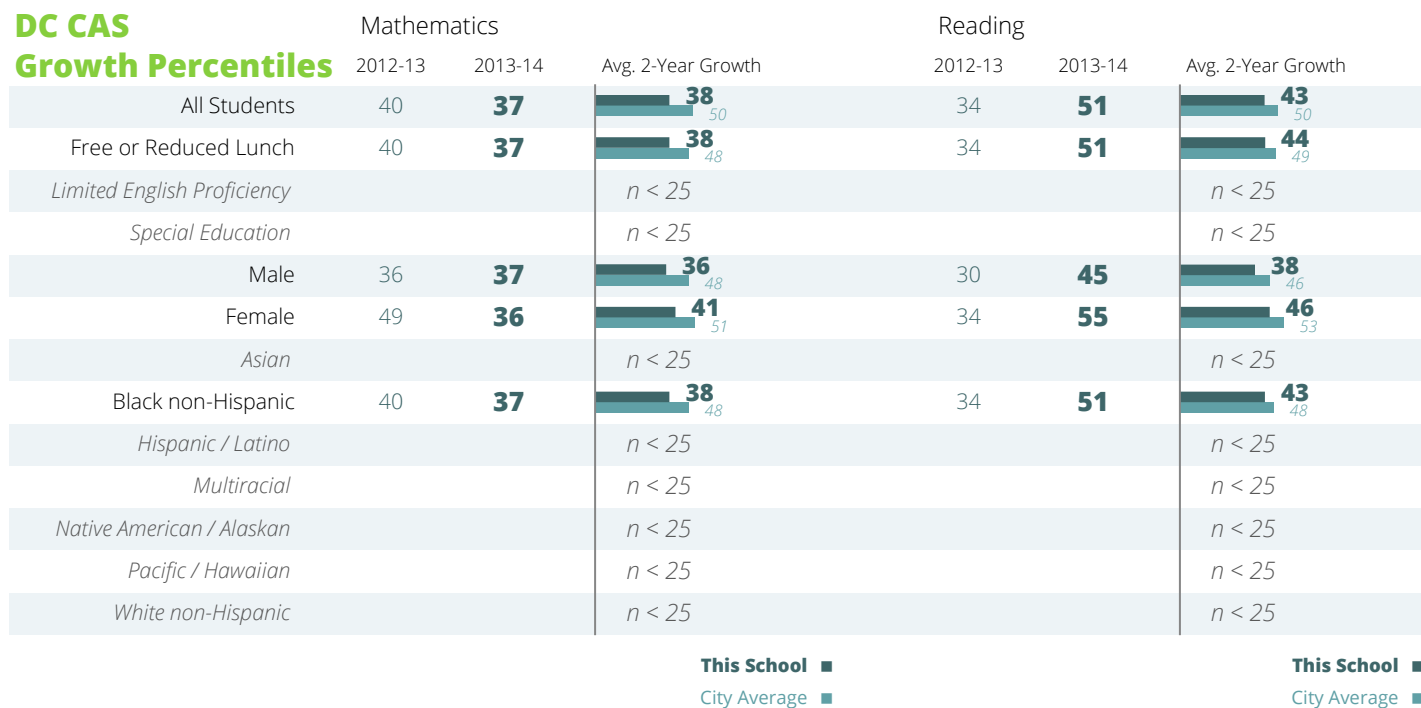 DC CAS
Growth Percentiles
Mathematics Reading
2012-13 2013-14 Avg. 2-Year Growth 2012-13 2013-14 Avg. 2-Year Growth
All Students 40 37 38 50 34 51 43 50
Free or Reduced Lunch 40 37 38 48 34 51 44 49
Limited English Proficiency n < 25 n < 25
Special Education n < 25 n < 25
Male 36 37 36 48 30 45 38 46
Female 49 36 41 51 34 55 46 53
Asian n < 25 n < 25
Black non-Hispanic 40 37 38 48 34 51 43 48
Hispanic / Latino n < 25 n < 25
Multiracial n < 25 n < 25
Native American / Alaskan n < 25 n < 25
Pacific / Hawaiian n < 25 n < 25
White non-Hispanic n < 25 n < 25
This School This School
City Average City Average